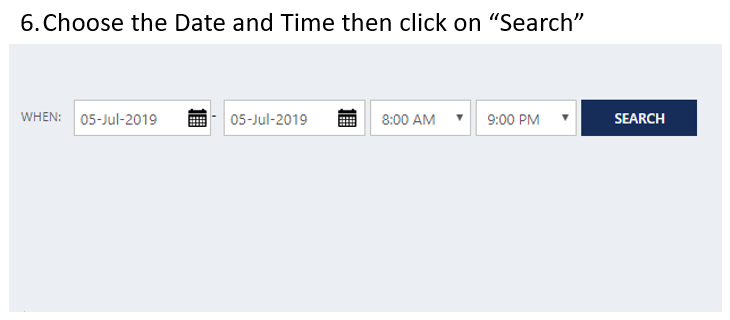 6. Choose the Date and Time then click on “Search”
WHEN: 05-Jul-2019 - 05-Jul-2019 8:00 AM 9:00 PM SEARCH